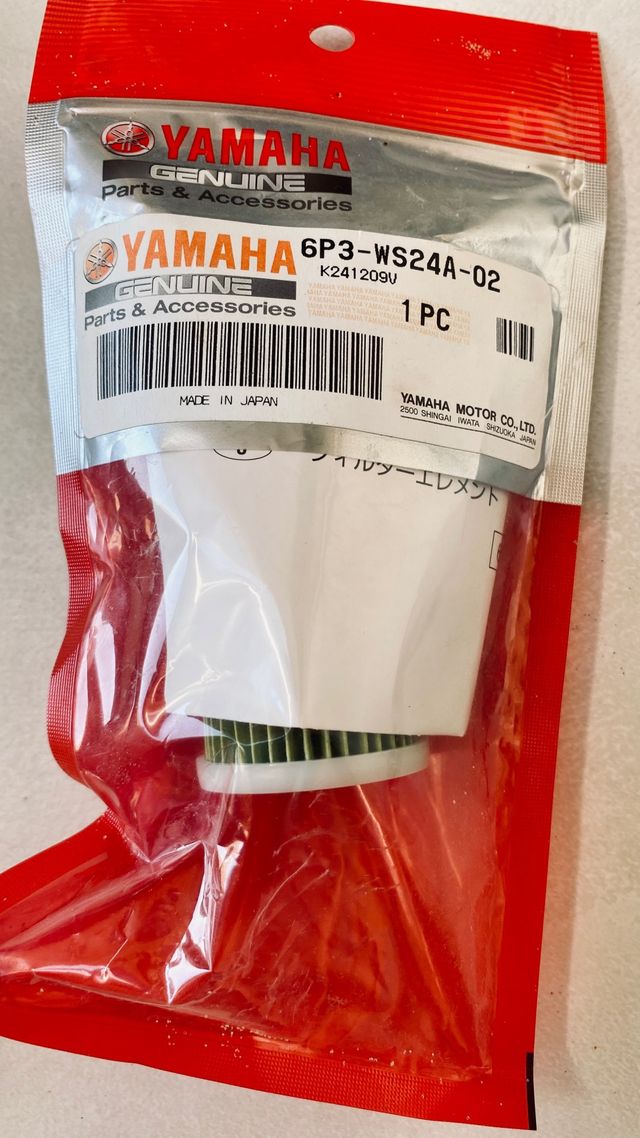 YAMAHA
GENUINE
Parts & Accessories
YAMAHA
GENUINE
Parts & Accessories
6P3-WS24A-02
K241209V
1 PC
MADE IN JAPAN
YAMAHA MOTOR CO., LTD.
2500 SHINGAI IWATA SHIZUOKA JAPAN
フィルターエレメント